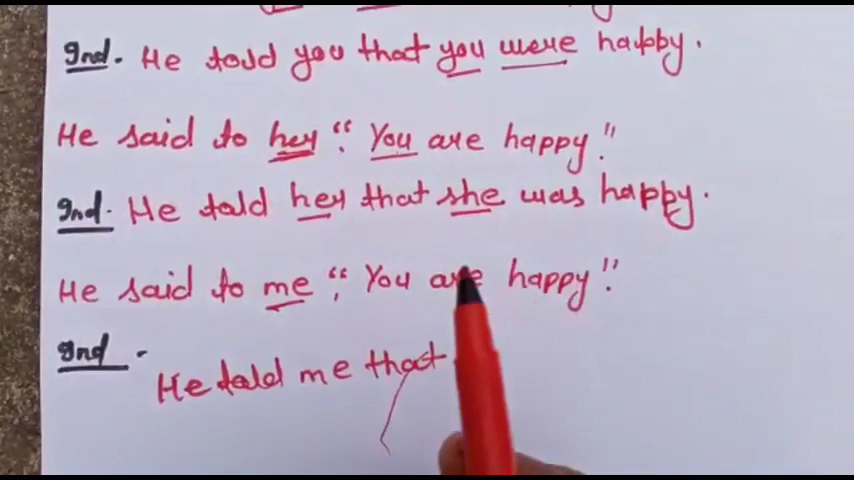 Ind. He told you that you were happy.
He said to her "You are happy."
Ind. He told her that she was happy.
He said to me "You are happy".
Ind - He told me that